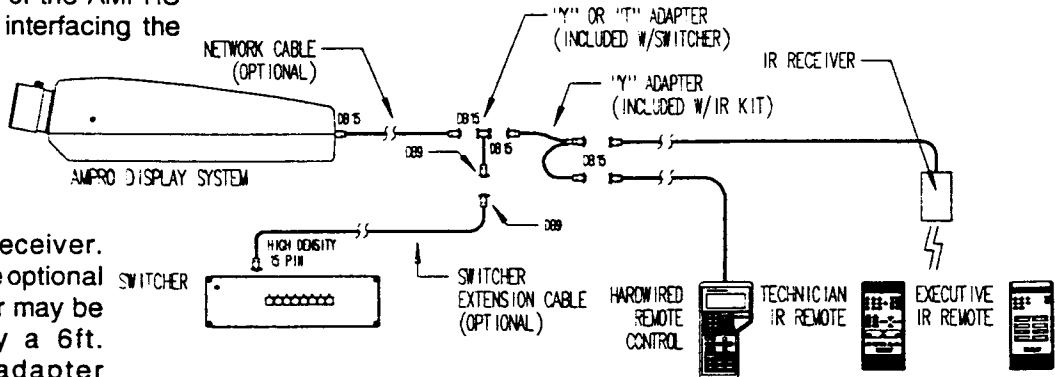 of the AMPRO
interfacing the
eceiver.
e optional
r may be
y a 6ft.
adapter
"Y" OR "T" ADAPTER
(INCLUDED W/SWITCHER)
NETWORK CABLE
(OPTIONAL)
"Y" ADAPTER
(INCLUDED W/IR KIT)
IR RECEIVER
DB15
DB15
DB15
DB9
DB15
AMPRO DISPLAY SYSTEM
DB9
HIGH DENSITY
15 PIN
SWITCHER
SWITCHER
EXTENSION CABLE
(OPTIONAL)
HARDWIRED
REMOTE
CONTROL
TECHNICIAN
IR REMOTE
EXECUTIVE
IR REMOTE